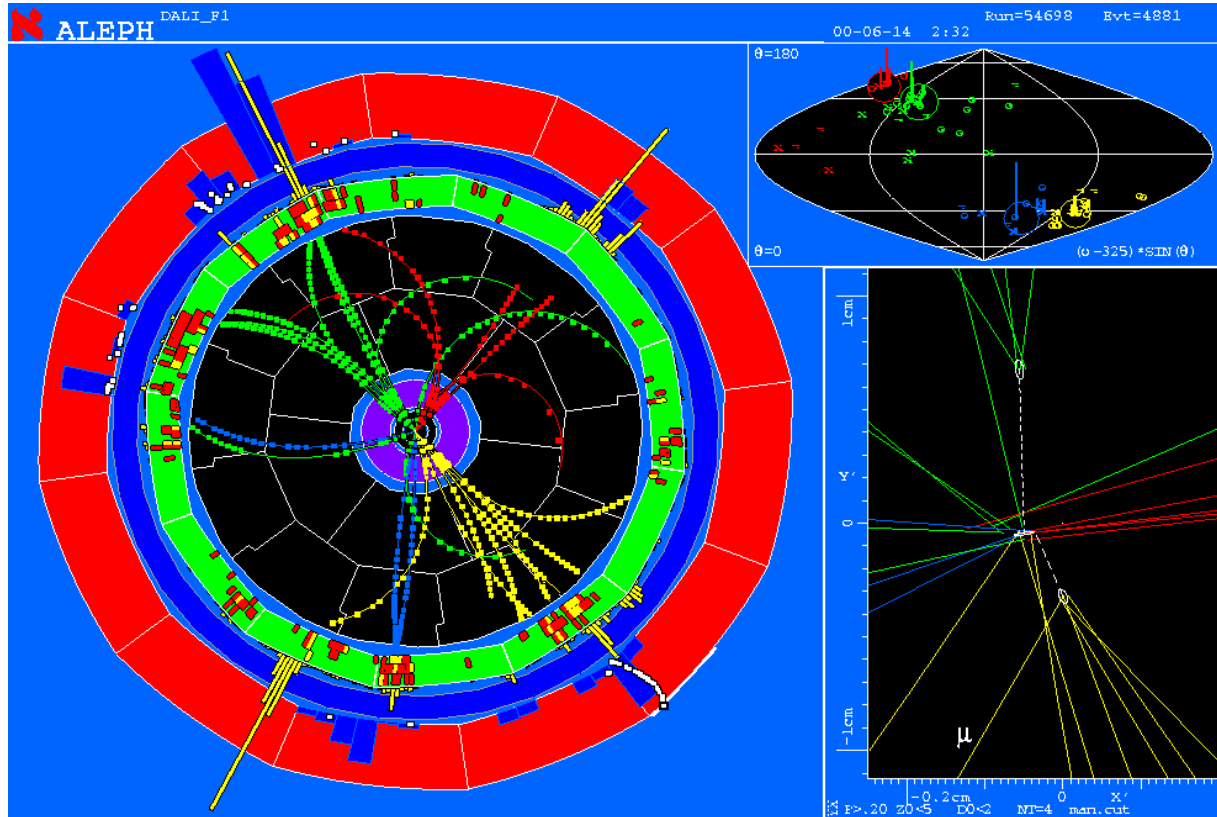 ALEPH DALI_F1
Run=54698 Evt=4881
00-06-14 2:32
θ=180
θ=0
(φ-325)*SIN(θ)
1cm
Y'
0
-1cm
μ
-0.2cm 0 X'
YX P>.20 Z0<5 D0<2 NT=4 man.cut